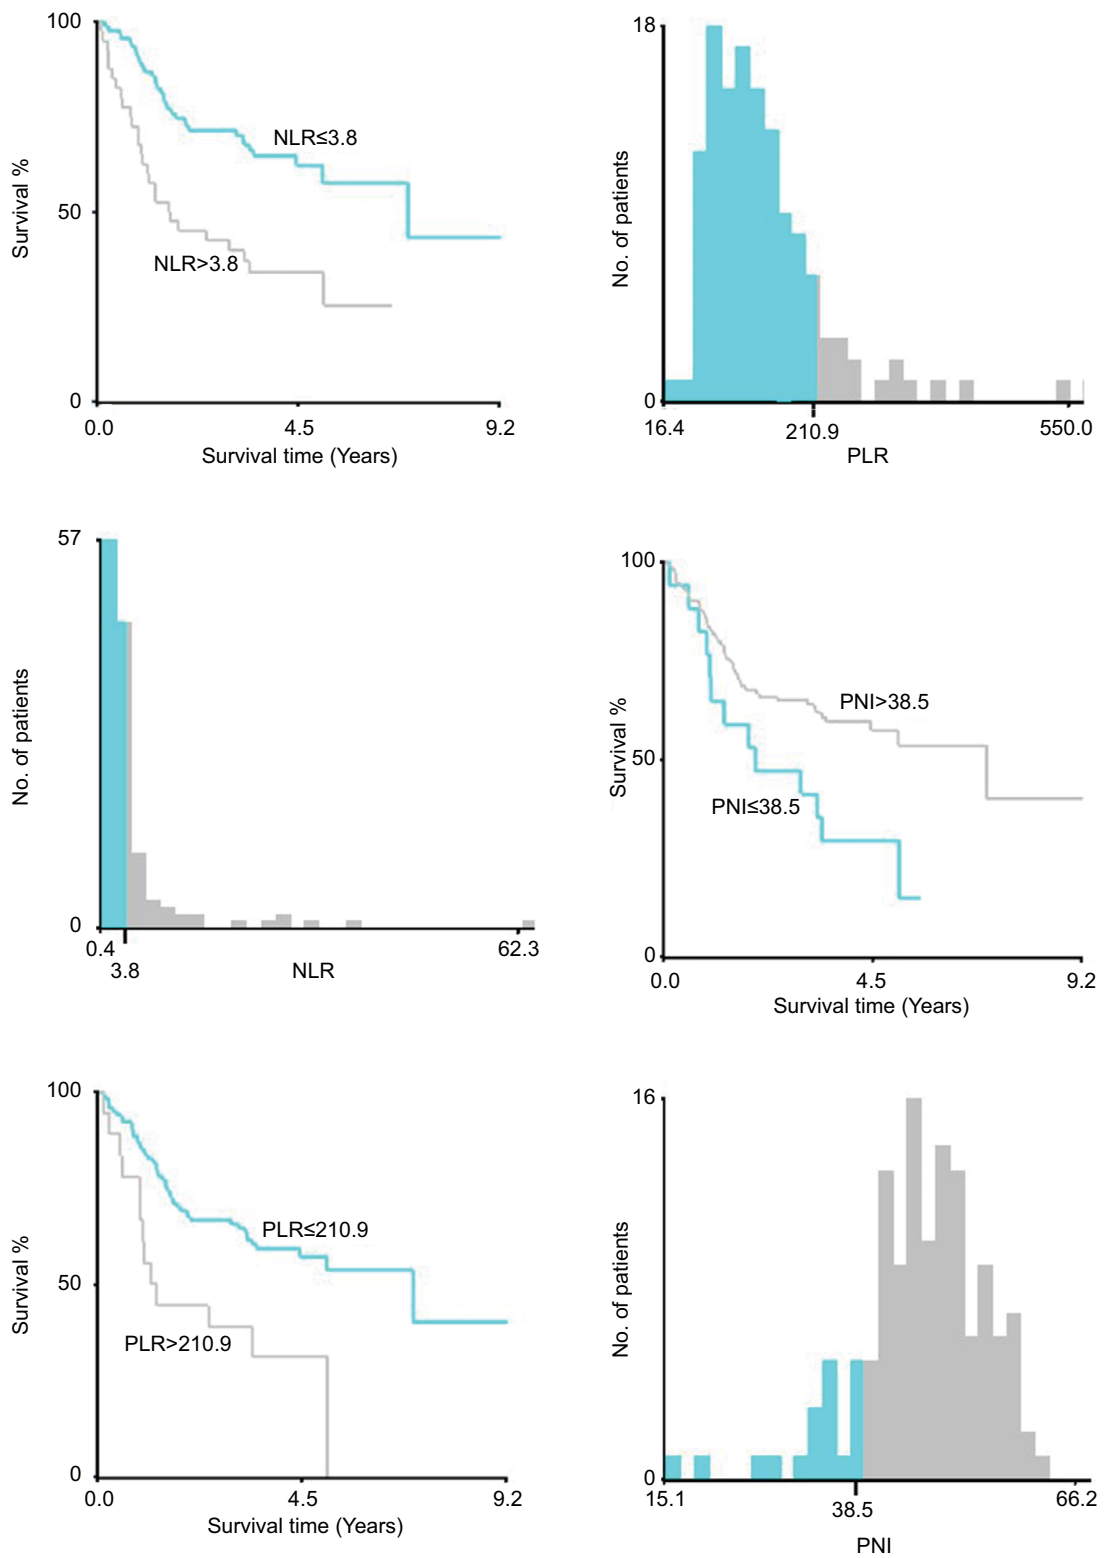 100
50
0
Survival %
NLR≤3.8
NLR>3.8
0.0 4.5 9.2
Survival time (Years)
18
0
No. of patients
16.4 210.9 550.0
PLR
57
0
No. of patients
0.4 3.8 62.3
NLR
100
50
0
Survival %
PNI>38.5
PNI≤38.5
0.0 4.5 9.2
Survival time (Years)
100
50
0
Survival %
PLR≤210.9
PLR>210.9
0.0 4.5 9.2
Survival time (Years)
16
0
No. of patients
15.1 38.5 66.2
PNI